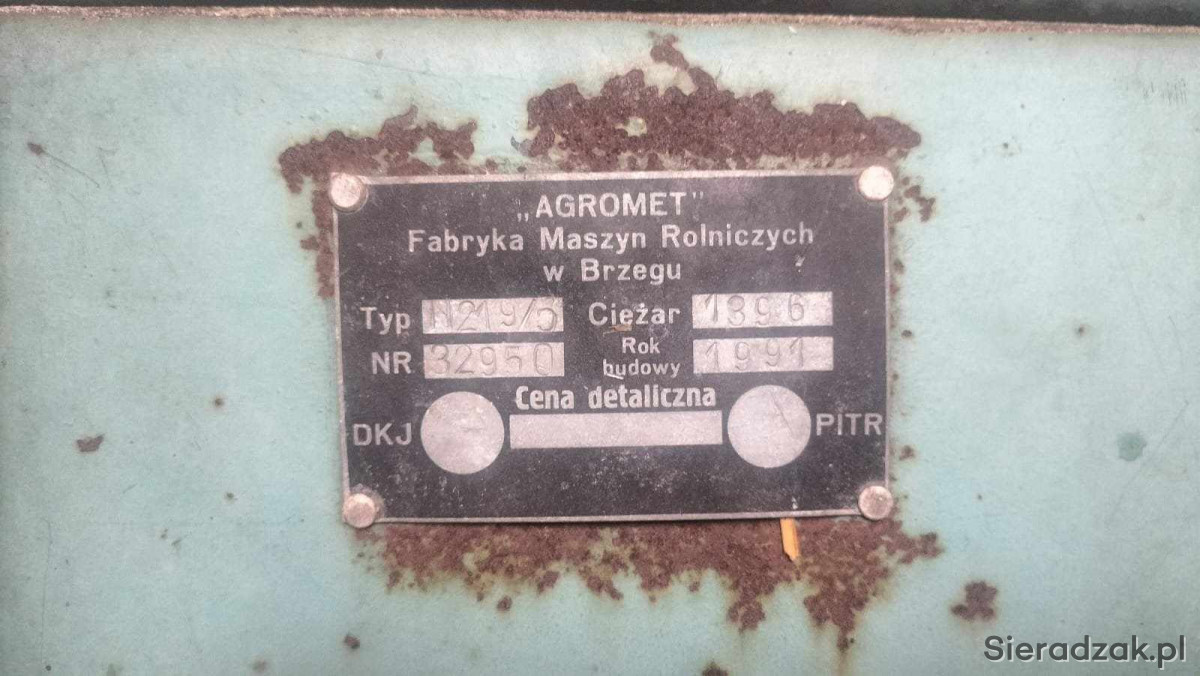 „AGROMET"
Fabryka Maszyn Rolniczych
w Brzegu
Typ N219/5 Ciężar 1396
NR 32950 Rok budowy 1991
Cena detaliczna
DKJ PITR
Sieradzak.pl